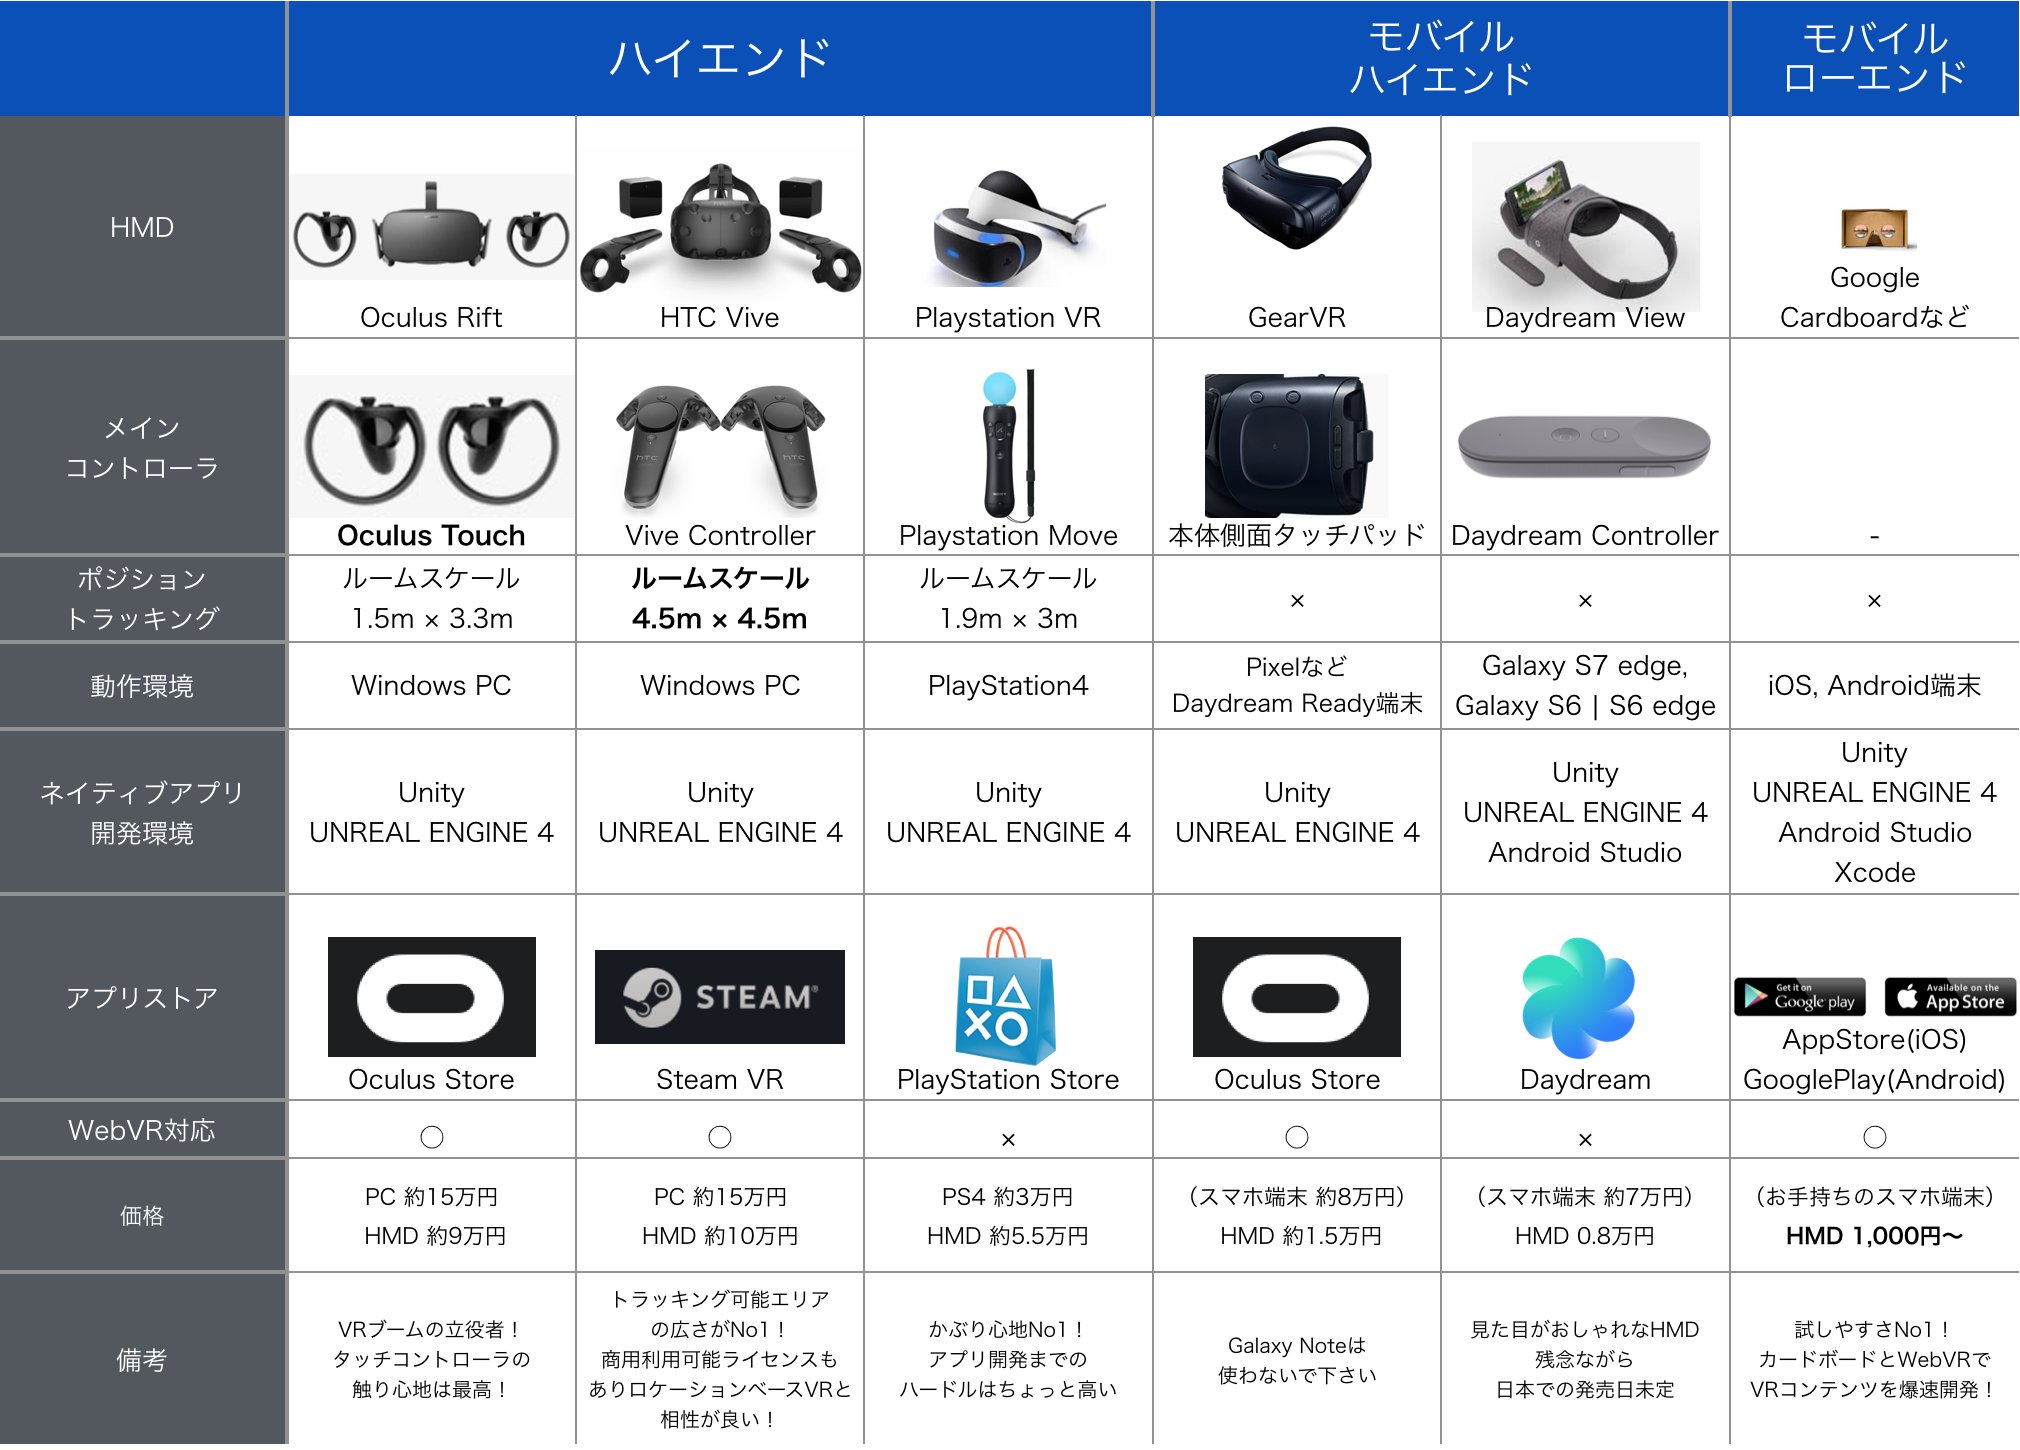 ハイエンド
モバイル
ハイエンド
モバイル
ローエンド
HMD
Oculus Rift
HTC Vive
Playstation VR
GearVR
Daydream View
Google
Cardboardなど
メイン
コントローラ
Oculus Touch
hTC
hTC
Vive Controller
Playstation Move
本体側面タッチパッド
Daydream Controller
-
ポジション
トラッキング
ルームスケール
1.5m × 3.3m
ルームスケール
4.5m × 4.5m
ルームスケール
1.9m × 3m
×
×
×
動作環境
Windows PC
Windows PC
PlayStation4
Pixelなど
Daydream Ready端末
Galaxy S7 edge,
Galaxy S6 | S6 edge
iOS, Android端末
ネイティブアプリ
開発環境
Unity
UNREAL ENGINE 4
Unity
UNREAL ENGINE 4
Unity
UNREAL ENGINE 4
Unity
UNREAL ENGINE 4
Unity
UNREAL ENGINE 4
Android Studio
Unity
UNREAL ENGINE 4
Android Studio
Xcode
アプリストア
Oculus Store
STEAM®
Steam VR
PlayStation Store
Oculus Store
Daydream
Get it on
Google play
Available on the
App Store
AppStore(iOS)
GooglePlay(Android)
WebVR対応
○
○
×
○
×
○
価格
PC 約15万円
HMD 約9万円
PC 約15万円
HMD 約10万円
PS4 約3万円
HMD 約5.5万円
（スマホ端末 約8万円）
HMD 約1.5万円
（スマホ端末 約7万円）
HMD 0.8万円
（お手持ちのスマホ端末）
HMD 1,000円〜
備考
VRブームの立役者！
タッチコントローラの
触り心地は最高！
トラッキング可能エリア
の広さがNo1！
商用利用可能ライセンスも
ありロケーションベースVRと
相性が良い！
かぶり心地No1！
アプリ開発までの
ハードルはちょっと高い
Galaxy Noteは
使わないで下さい
見た目がおしゃれなHMD
残念ながら
日本での発売日未定
試しやすさNo1！
カードボードとWebVRで
VRコンテンツを爆速開発！